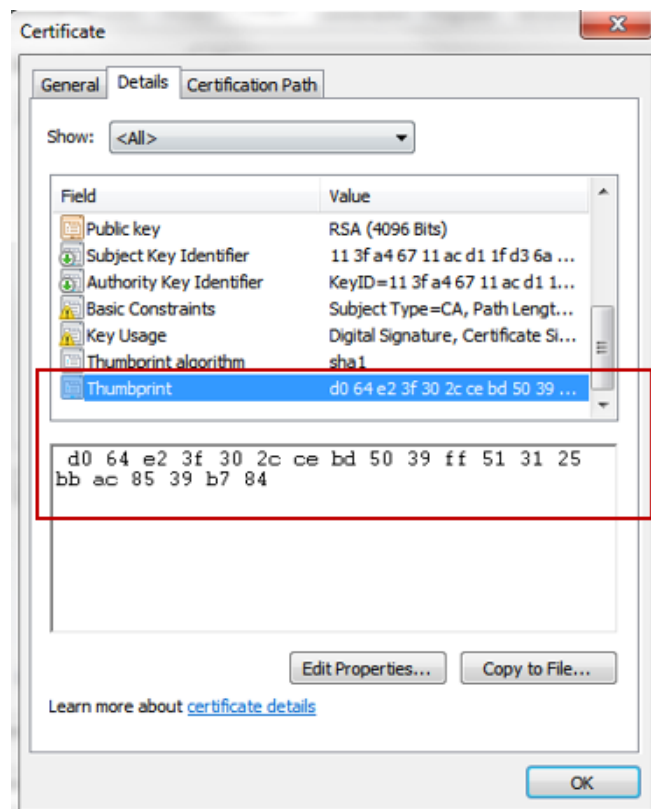 Certificate
General Details Certification Path
Show: <All>
Field Value
Public key RSA (4096 Bits)
Subject Key Identifier 11 3f a4 67 11 ac d1 1f d3 6a ...
Authority Key Identifier KeyID=11 3f a4 67 11 ac d1 1...
Basic Constraints Subject Type=CA, Path Lengt...
Key Usage Digital Signature, Certificate Si...
Thumbprint algorithm sha1
Thumbprint d0 64 e2 3f 30 2c ce bd 50 39 ...
d0 64 e2 3f 30 2c ce bd 50 39 ff 51 31 25
bb ac 85 39 b7 84
Edit Properties... Copy to File...
Learn more about certificate details
OK